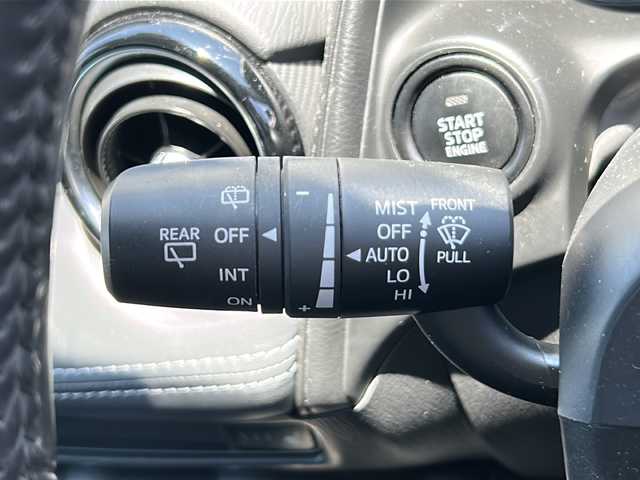 START
STOP
ENGINE
REAR
OFF
INT
ON
-
+
MIST
OFF
AUTO
LO
HI
FRONT
PULL